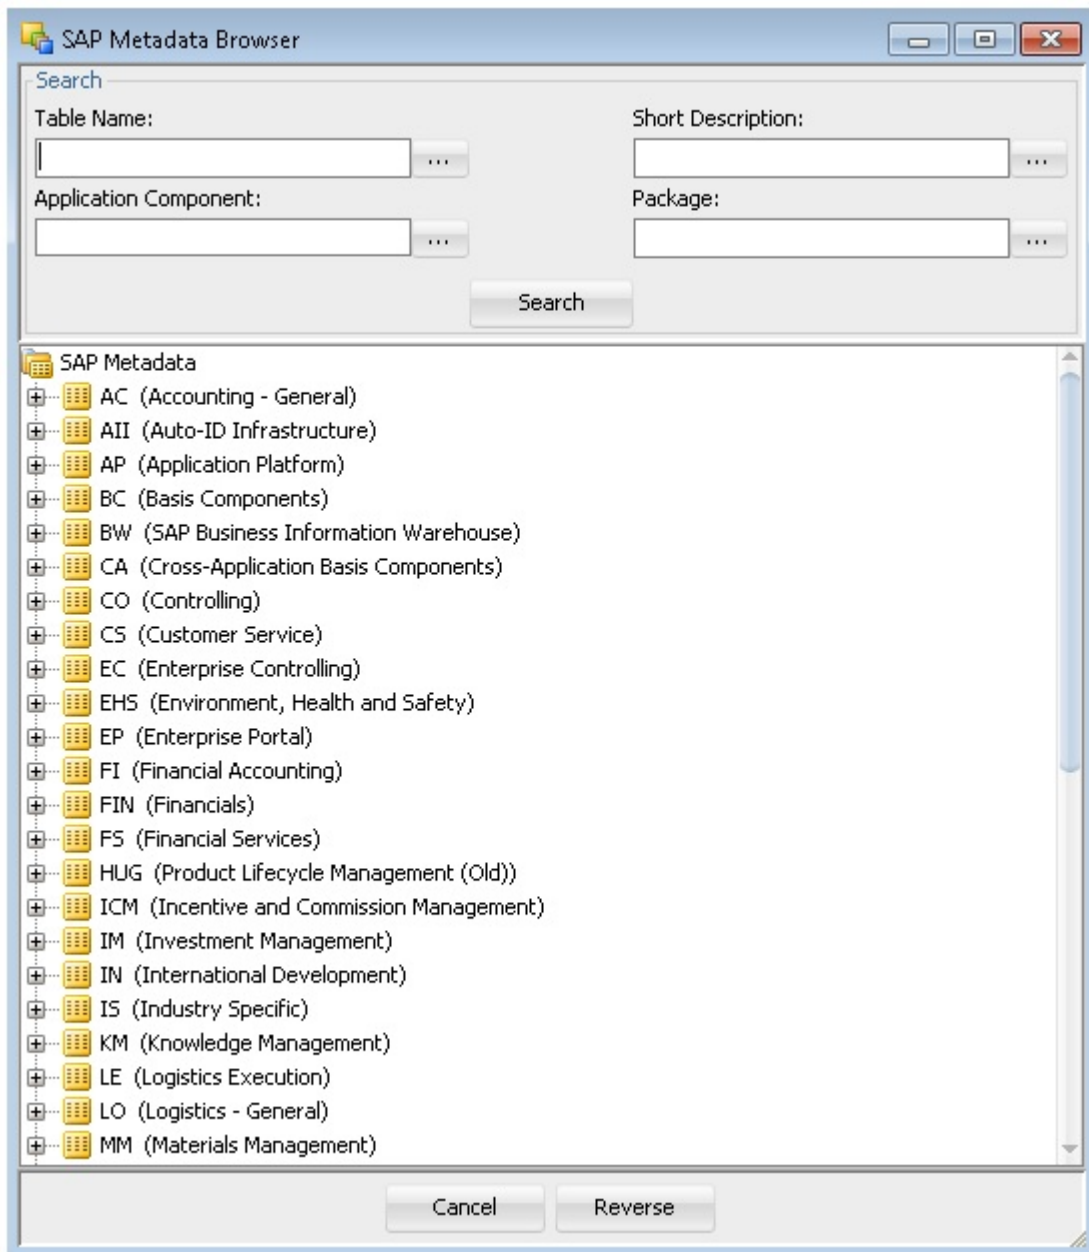 SAP Metadata Browser
Search
Table Name: Short Description:
... ...
Application Component: Package:
... ...
Search
SAP Metadata
AC (Accounting - General)
AII (Auto-ID Infrastructure)
AP (Application Platform)
BC (Basis Components)
BW (SAP Business Information Warehouse)
CA (Cross-Application Basis Components)
CO (Controlling)
CS (Customer Service)
EC (Enterprise Controlling)
EHS (Environment, Health and Safety)
EP (Enterprise Portal)
FI (Financial Accounting)
FIN (Financials)
FS (Financial Services)
HUG (Product Lifecycle Management (Old))
ICM (Incentive and Commission Management)
IM (Investment Management)
IN (International Development)
IS (Industry Specific)
KM (Knowledge Management)
LE (Logistics Execution)
LO (Logistics - General)
MM (Materials Management)
Cancel Reverse